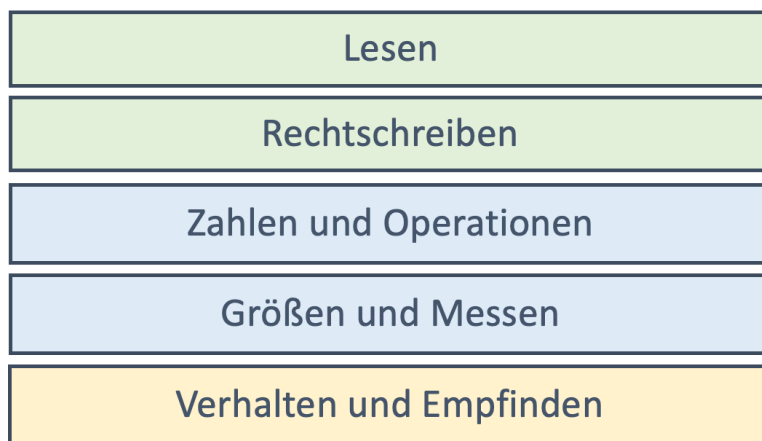 Lesen
Rechtschreiben
Zahlen und Operationen
Größen und Messen
Verhalten und Empfinden